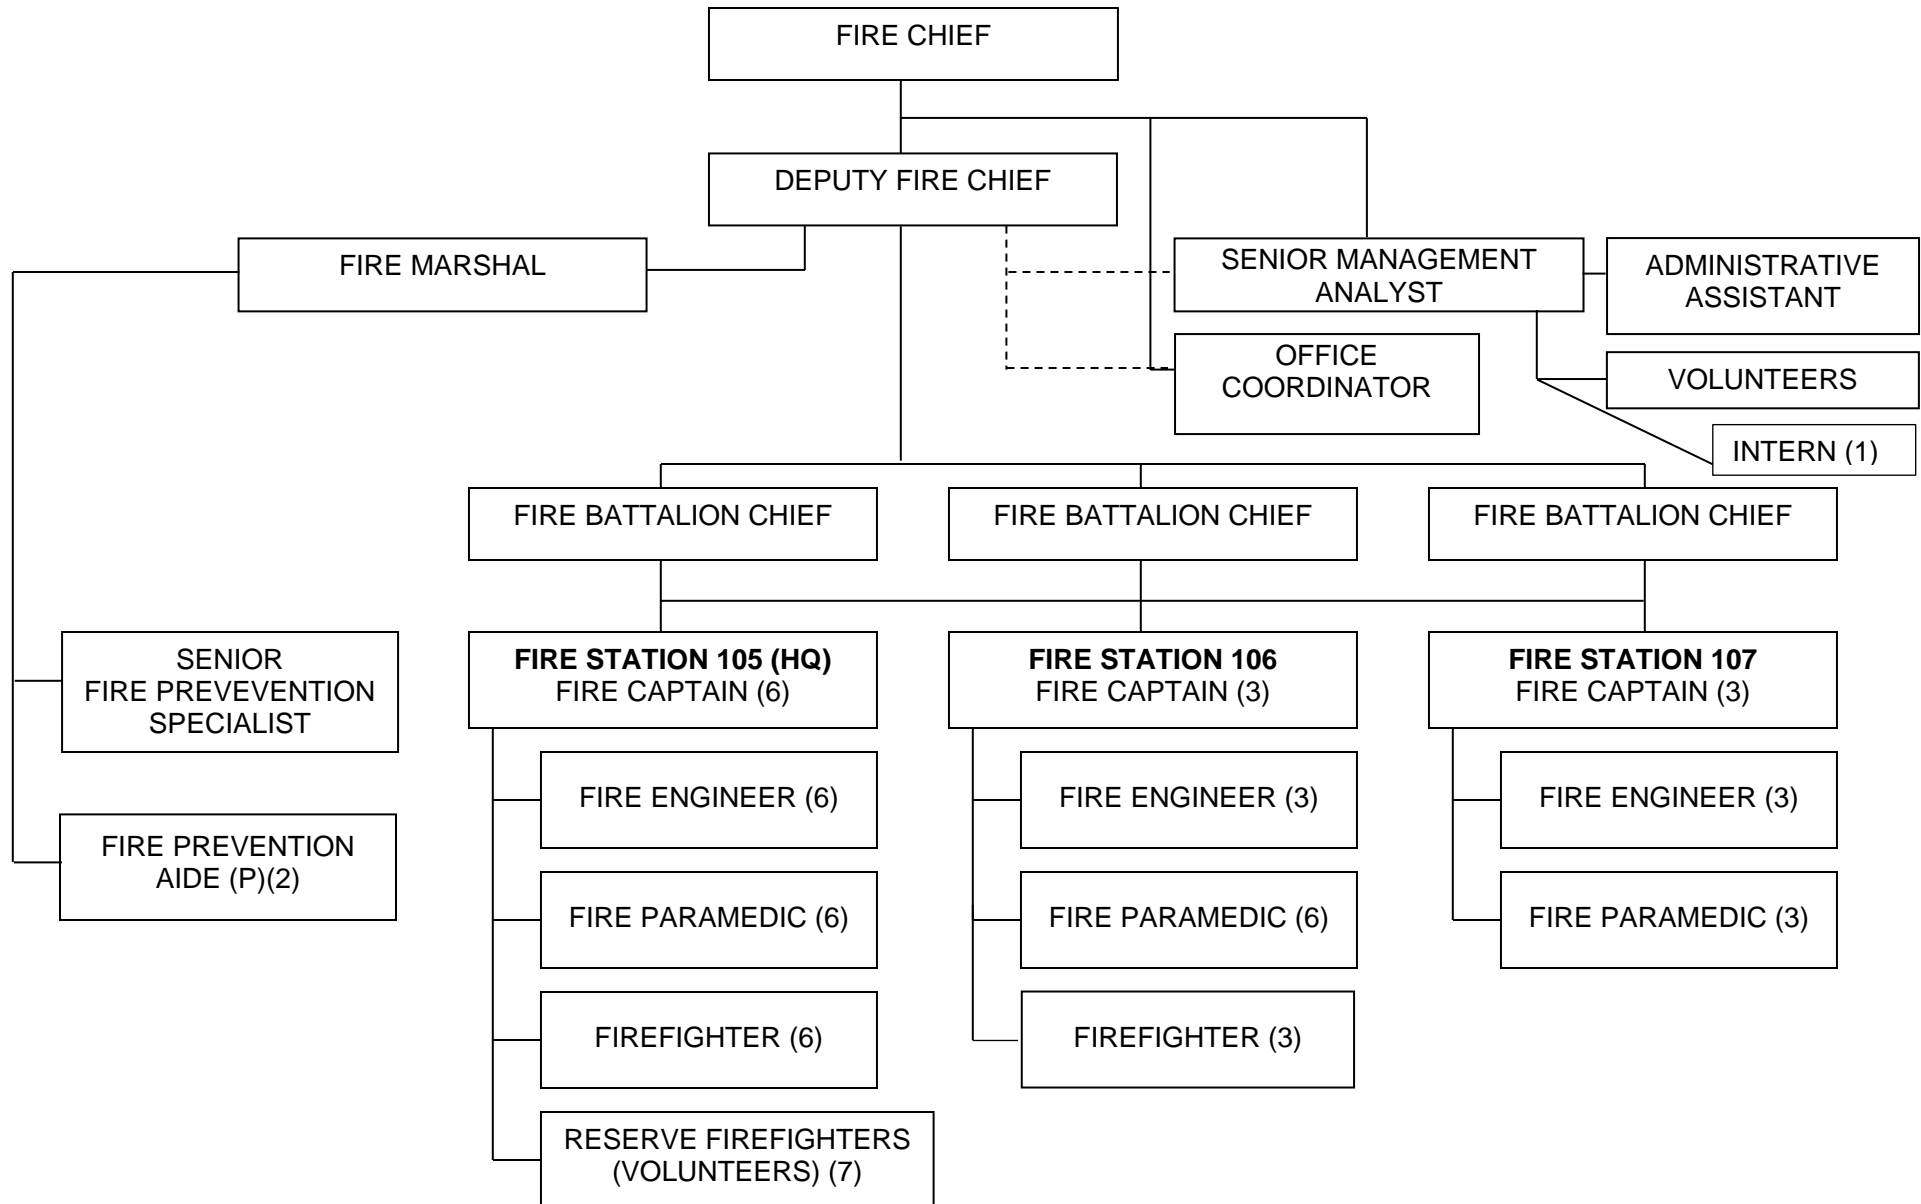 FIRE CHIEF
DEPUTY FIRE CHIEF
FIRE MARSHAL
SENIOR MANAGEMENT
ANALYST
ADMINISTRATIVE
ASSISTANT
OFFICE
COORDINATOR
VOLUNTEERS
INTERN (1)
FIRE BATTALION CHIEF
FIRE BATTALION CHIEF
FIRE BATTALION CHIEF
SENIOR
FIRE PREVEVENTION
SPECIALIST
FIRE PREVENTION
AIDE (P)(2)
FIRE STATION 105 (HQ)
FIRE CAPTAIN (6)
FIRE ENGINEER (6)
FIRE PARAMEDIC (6)
FIREFIGHTER (6)
RESERVE FIREFIGHTERS
(VOLUNTEERS) (7)
FIRE STATION 106
FIRE CAPTAIN (3)
FIRE ENGINEER (3)
FIRE PARAMEDIC (6)
FIREFIGHTER (3)
FIRE STATION 107
FIRE CAPTAIN (3)
FIRE ENGINEER (3)
FIRE PARAMEDIC (3)